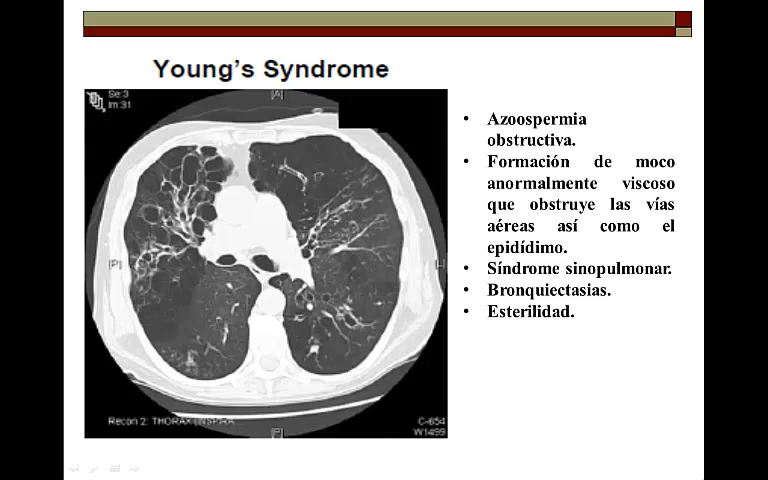 Young's Syndrome
Se:3
Im:31
[A]
[P]
Recon 2: THORAX INSPIRA
C-654
W1499
[P]
• Azoospermia
obstructiva.
• Formación de moco
anormalmente viscoso
que obstruye las vías
aéreas así como el
epidídimo.
• Síndrome sinopulmonar.
• Bronquiectasias.
• Esterilidad.